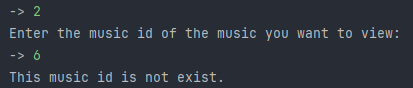 -> 2
Enter the music id of the music you want to view:
-> 6
This music id is not exist.